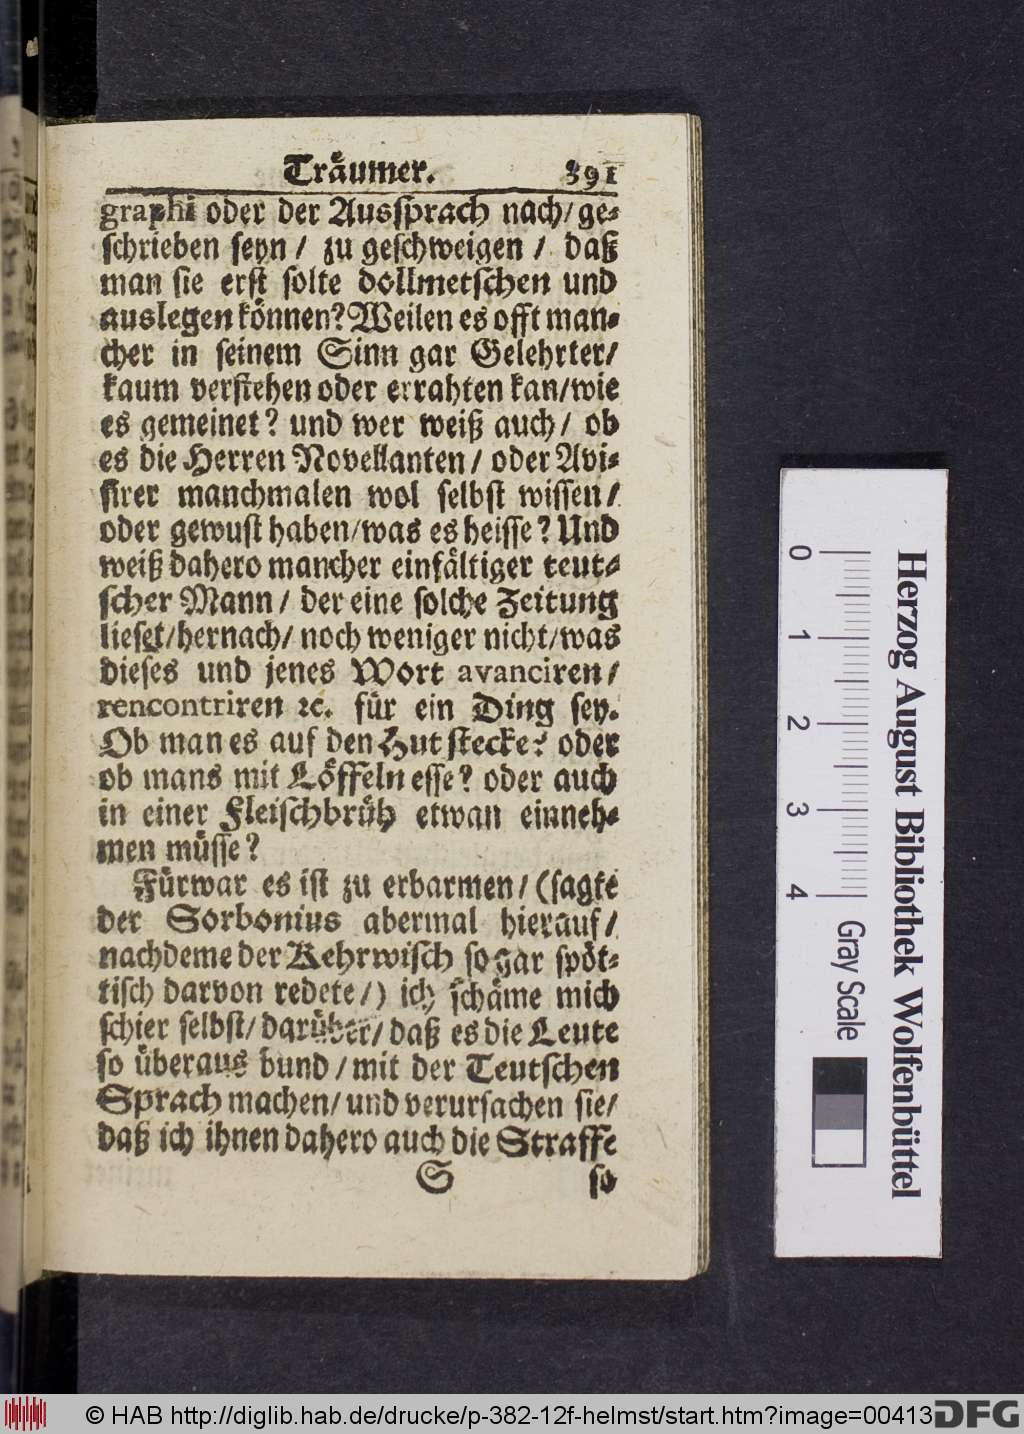 Träumer. 391
graphi oder der Aussprach nach/ ge-
schrieben seyn / zu geschweigen / daß
man sie erst solte dollmetschen und
auslegen können? Weilen es offt man-
cher in seinem Sinn gar Gelehrter/
kaum verstehen oder errahten kan/ wie
es gemeinet? und wer weiß auch/ ob
es die Herren Novellanten/ oder Avi-
sirer manchmalen wol selbst wissen/
oder gewust haben/ was es heisse? Und
weiß dahero mancher einfältiger teut-
scher Mann / der eine solche Zeitung
lieset/ hernach/ noch weniger nicht/ was
dieses und jenes Wort avanciren/
rencontriren ꝛc. für ein Ding sey.
Ob man es auf den Hut stecke? oder
ob mans mit Löffeln esse? oder auch
in einer Fleischbrüh etwan einneh-
men müsse?
Fürwar es ist zu erbarmen/ (sagte
der Sorbonius abermal hierauf/
nachdeme der Kehrwisch so gar spöt-
tisch darvon redete/) ich schäme mich
schier selbst/ darüber/ daß es die Leute
so überaus bund / mit der Teutschen
Sprach machen/ und verursachen sie/
daß ich ihnen dahero auch die Straffe
S so
0 1 2 3 4
Gray Scale
Herzog August Bibliothek Wolfenbüttel
© HAB http://diglib.hab.de/drucke/p-382-12f-helmst/start.htm?image=00413
DFG